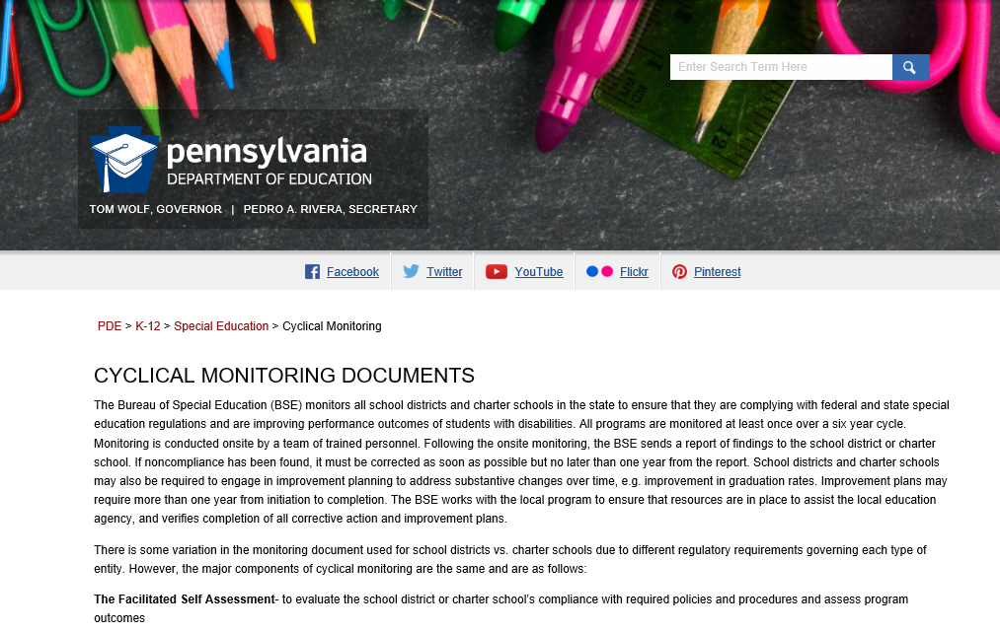 Enter Search Term Here
CM
12
pennsylvania
DEPARTMENT OF EDUCATION
TOM WOLF, GOVERNOR | PEDRO A. RIVERA, SECRETARY
Facebook Twitter YouTube Flickr Pinterest
PDE > K-12 > Special Education > Cyclical Monitoring
CYCLICAL MONITORING DOCUMENTS
The Bureau of Special Education (BSE) monitors all school districts and charter schools in the state to ensure that they are complying with federal and state special
education regulations and are improving performance outcomes of students with disabilities. All programs are monitored at least once over a six year cycle.
Monitoring is conducted onsite by a team of trained personnel. Following the onsite monitoring, the BSE sends a report of findings to the school district or charter
school. If noncompliance has been found, it must be corrected as soon as possible but no later than one year from the report. School districts and charter schools
may also be required to engage in improvement planning to address substantive changes over time, e.g. improvement in graduation rates. Improvement plans may
require more than one year from initiation to completion. The BSE works with the local program to ensure that resources are in place to assist the local education
agency, and verifies completion of all corrective action and improvement plans.
There is some variation in the monitoring document used for school districts vs. charter schools due to different regulatory requirements governing each type of
entity. However, the major components of cyclical monitoring are the same and are as follows:
The Facilitated Self Assessment- to evaluate the school district or charter school's compliance with required policies and procedures and assess program
outcomes